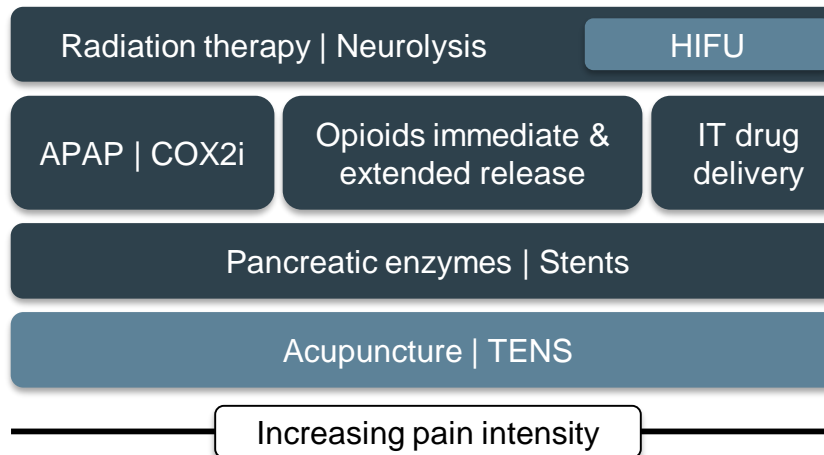 Radiation therapy | Neurolysis
HIFU
APAP | COX2i
Opioids immediate &
extended release
IT drug
delivery
Pancreatic enzymes | Stents
Acupuncture | TENS
Increasing pain intensity